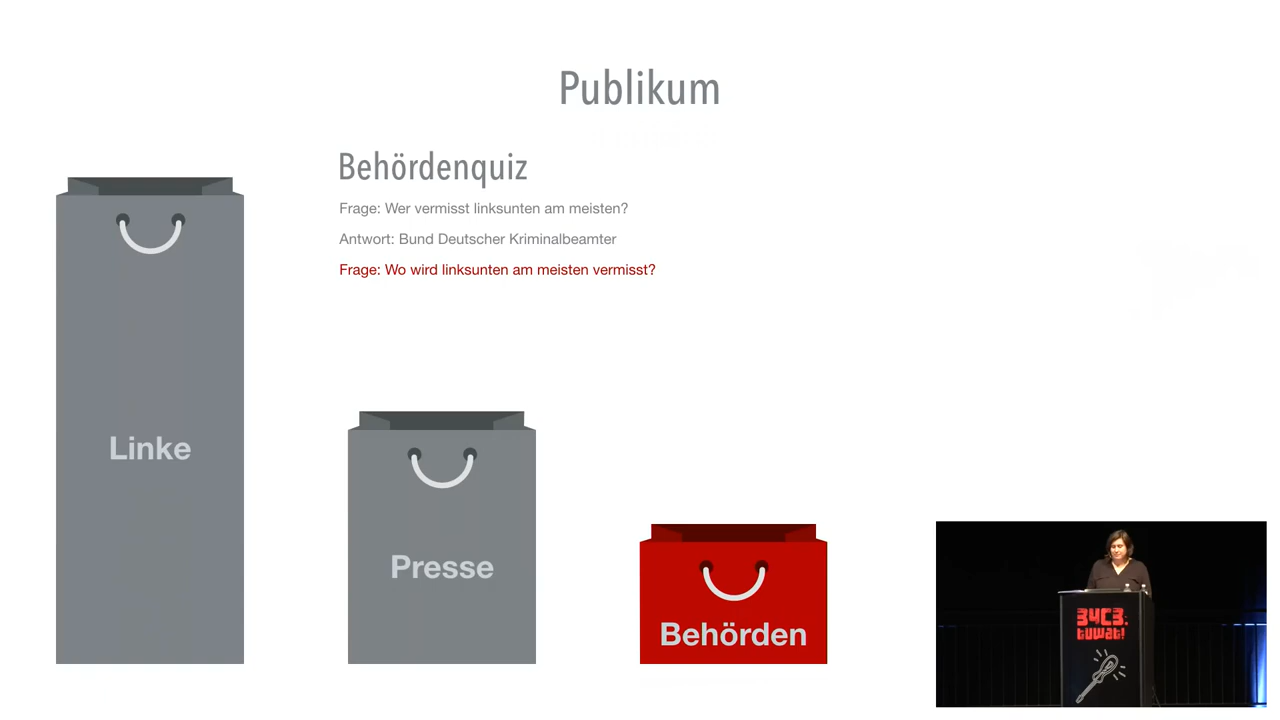 Publikum
Behördenquiz
Frage: Wer vermisst linksunten am meisten?
Antwort: Bund Deutscher Kriminalbeamter
Frage: Wo wird linksunten am meisten vermisst?
Linke
Presse
Behörden
34C3.
tuwat!